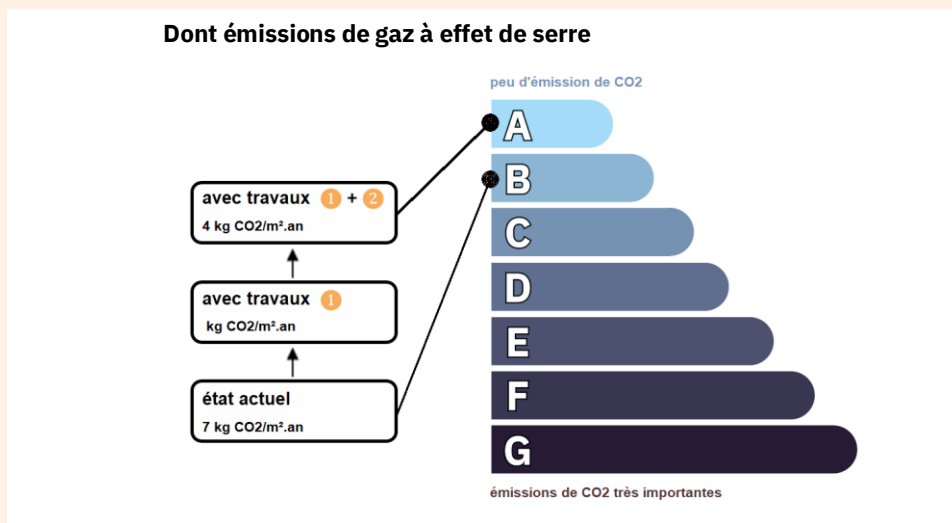 Dont émissions de gaz à effet de serre
peu d'émission de CO2
A
B
C
D
E
F
G
émissions de CO2 très importantes
avec travaux 1 + 2
4 kg CO2/m².an
avec travaux 1
kg CO2/m².an
état actuel
7 kg CO2/m².an